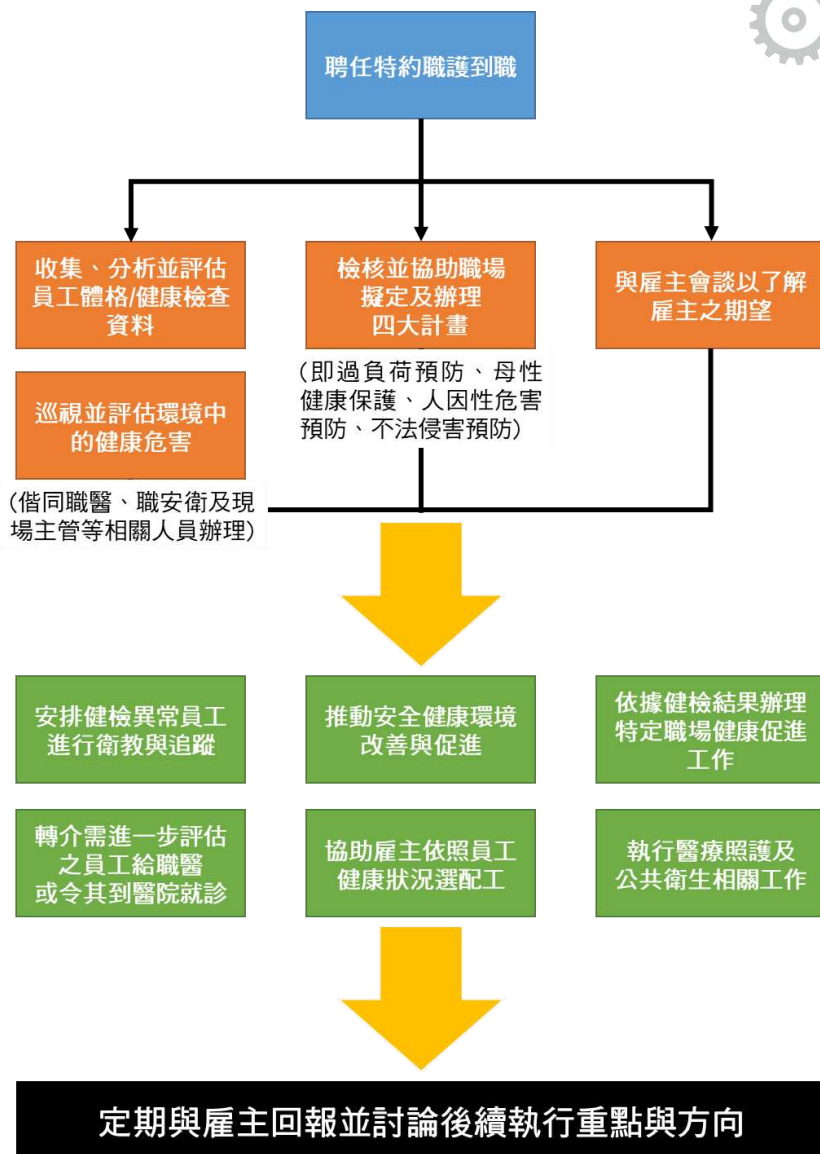 聘任特約職護到職
收集、分析並評估
員工體格/健康檢查
資料
檢核並協助職場
擬定及辦理
四大計畫
與雇主會談以了解
雇主之期望
(即過負荷預防、母性
健康保護、人因性危害
預防、不法侵害預防)
巡視並評估環境中
的健康危害
(偕同職醫、職安衛及現
場主管等相關人員辦理)
安排健檢異常員工
進行衛教與追蹤
推動安全健康環境
改善與促進
依據健檢結果辦理
特定職場健康促進
工作
轉介需進一步評估
之員工給職醫
或令其到醫院就診
協助雇主依照員工
健康狀況選配工
執行醫療照護及
公共衛生相關工作
定期與雇主回報並討論後續執行重點與方向